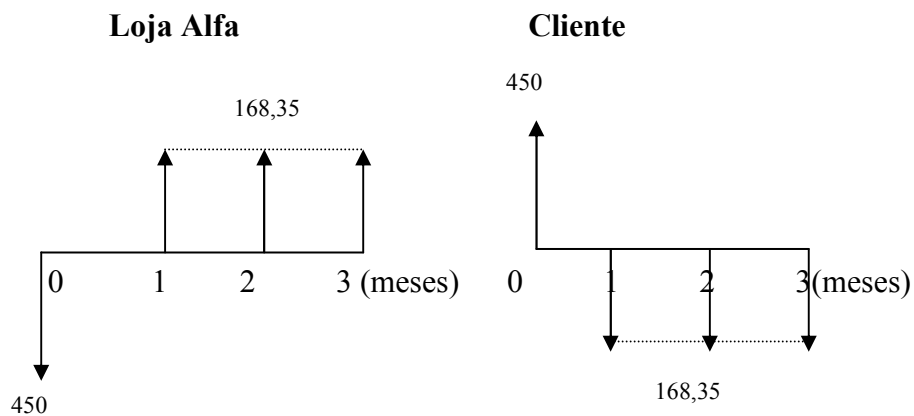 Loja Alfa
168,35
0 1 2 3 (meses)
450
Cliente
450
0 1 2 3(meses)
168,35